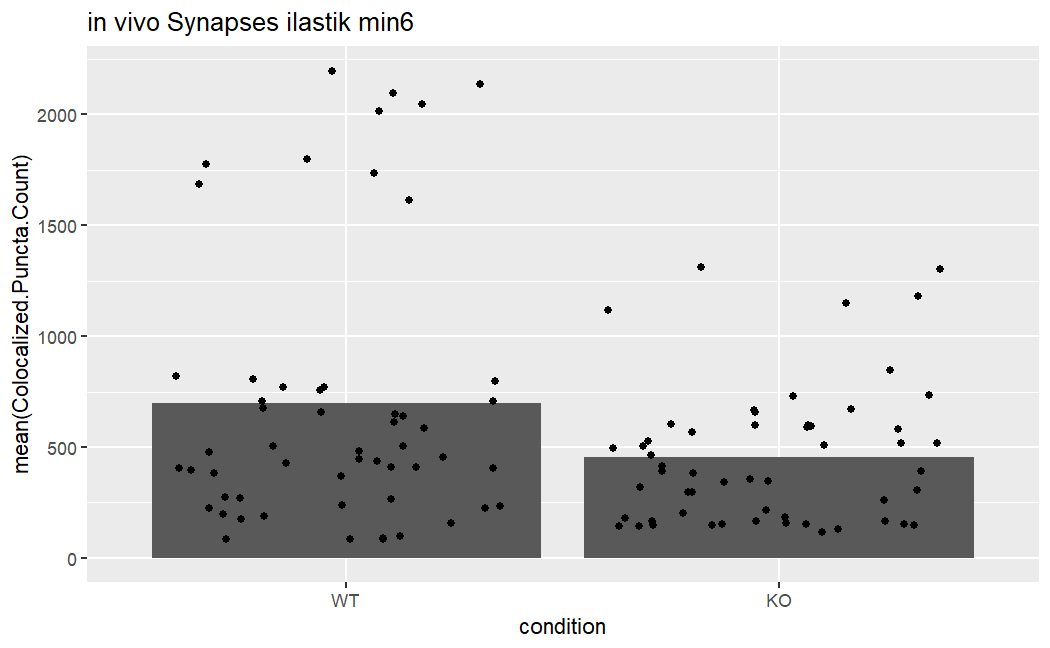 in vivo Synapses ilastik min6
mean(Colocalized.Puncta.Count)
2000
1500
1000
500
0
WT KO
condition